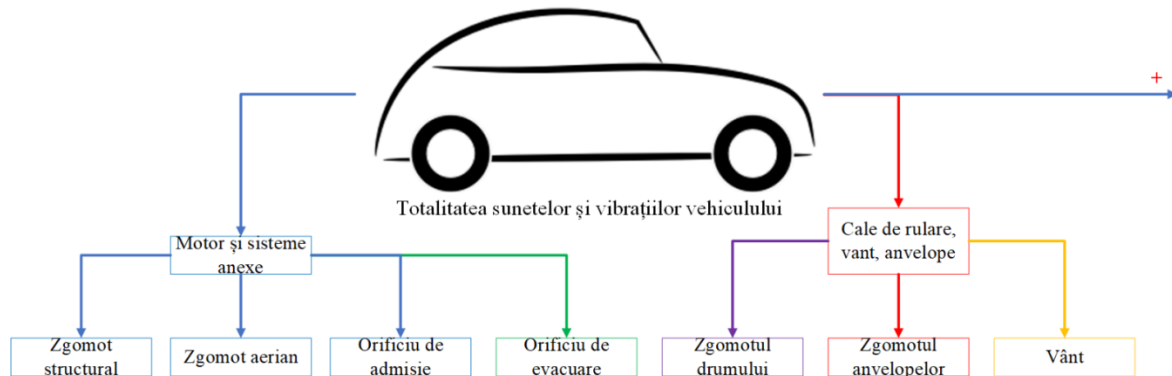 +
Totalitatea sunetelor și vibrațiilor vehiculului
Motor și sisteme
anexe
Cale de rulare,
vant, anvelope
Zgomot
structural
Zgomot aerian
Orificiu de
admisie
Orificiu de
evacuare
Zgomotul
drumului
Zgomotul
anvelopelor
Vânt